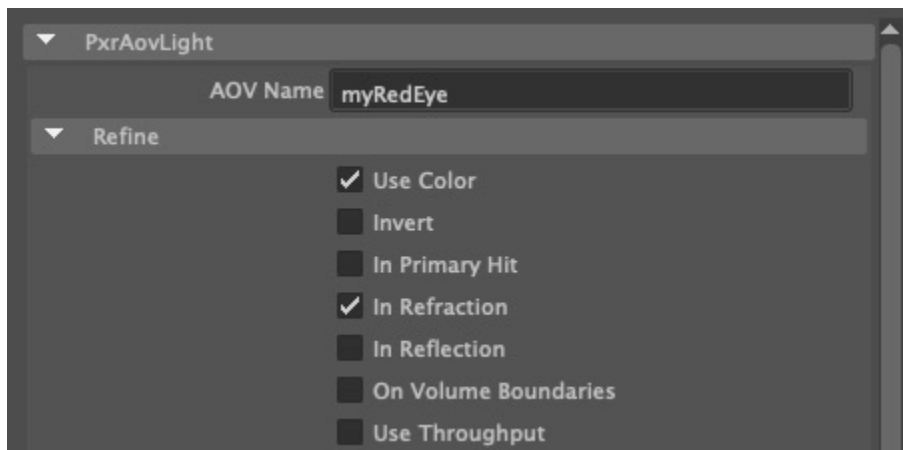 PxrAovLight
AOV Name myRedEye
Refine
Use Color
Invert
In Primary Hit
In Refraction
In Reflection
On Volume Boundaries
Use Throughput